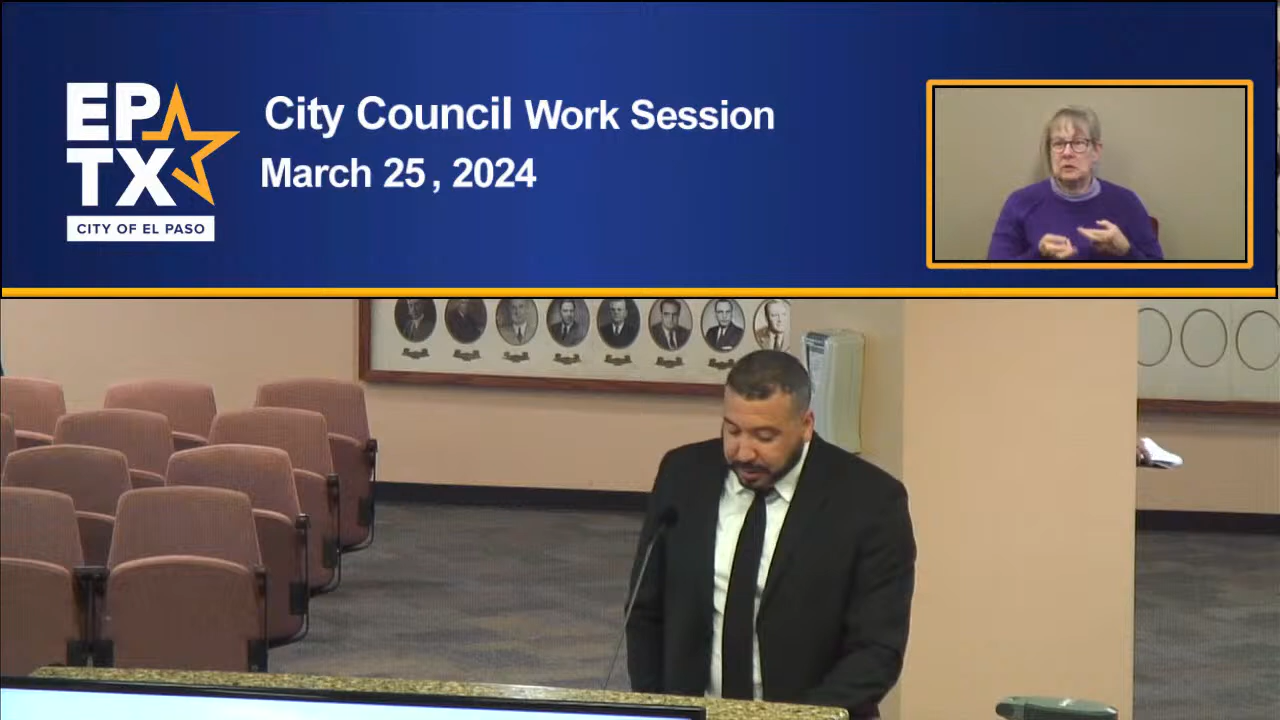 EP
TX
CITY OF EL PASO
City Council Work Session
March 25, 2024